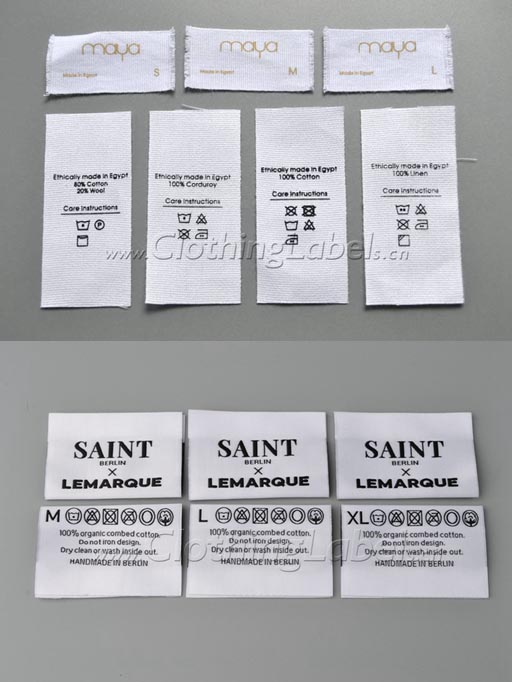 maya
Made in Egypt S
maya
Made in Egypt M
maya
Made in Egypt L
Ethically made in Egypt
80% Cotton
20% Wool
Care Instructions
Ethically made in Egypt
100% Corduroy
Care Instructions
Ethically made in Egypt
100% Cotton
Care Instructions
Ethically made in Egypt
100% Linen
Care Instructions
www.ClothingLabels.cn
SAINT
BERLIN
X
LEMARQUE
SAINT
BERLIN
X
LEMARQUE
SAINT
BERLIN
X
LEMARQUE
M
100% organic combed cotton.
Do not iron design.
Dry clean or wash inside out.
HANDMADE IN BERLIN
L
100% organic combed cotton.
Do not iron design.
Dry clean or wash inside out.
HANDMADE IN BERLIN
XL
100% organic combed cotton.
Do not iron design.
Dry clean or wash inside out.
HANDMADE IN BERLIN
www.ClothingLabels.cn